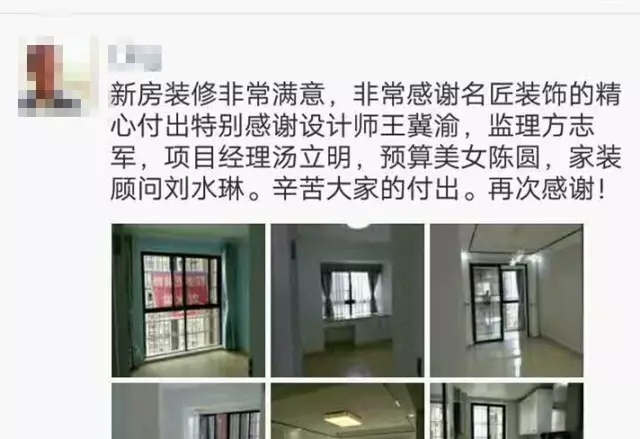 新房装修非常满意，非常感谢名匠装饰的精
心付出特别感谢设计师王冀渝，监理方志
军，项目经理汤立明，预算美女陈圆，家装
顾问刘水琳。辛苦大家的付出。再次感谢！